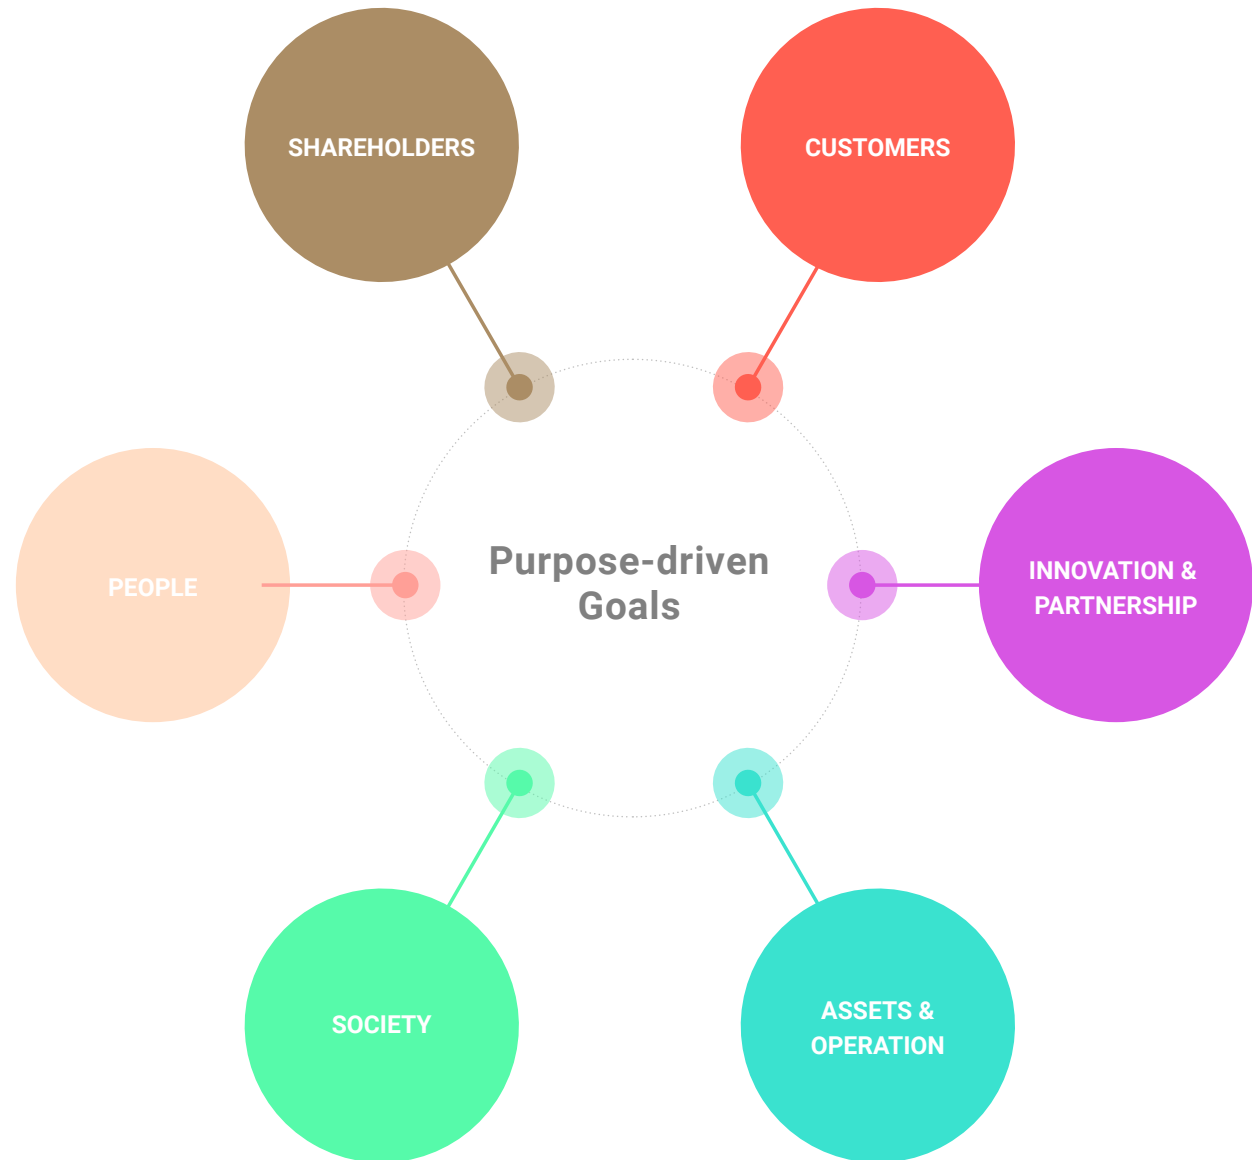 SHAREHOLDERS
CUSTOMERS
Purpose-driven
Goals
PEOPLE
INNOVATION &
PARTNERSHIP
SOCIETY
ASSETS &
OPERATION